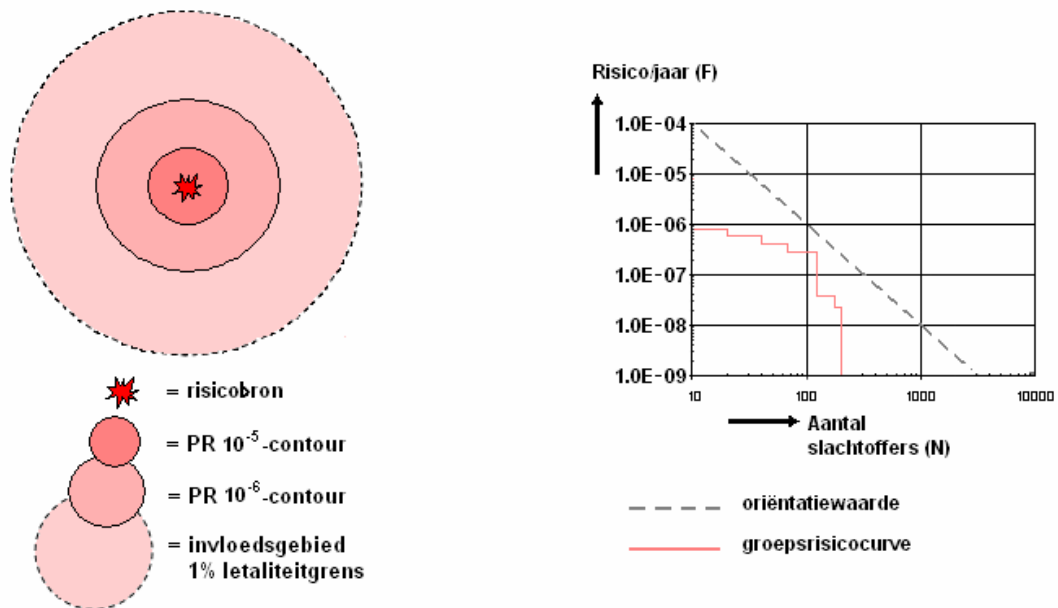 = risicobron
= PR 10⁻⁵-contour
= PR 10⁻⁶-contour
= invloedsgebied
1% letaliteitgrens
Risico/jaar (F)
1.0E-04
1.0E-05
1.0E-06
1.0E-07
1.0E-08
1.0E-09
10
100
1000
10000
Aantal
slachtoffers (N)
oriëntatiewaarde
groepsrisicocurve